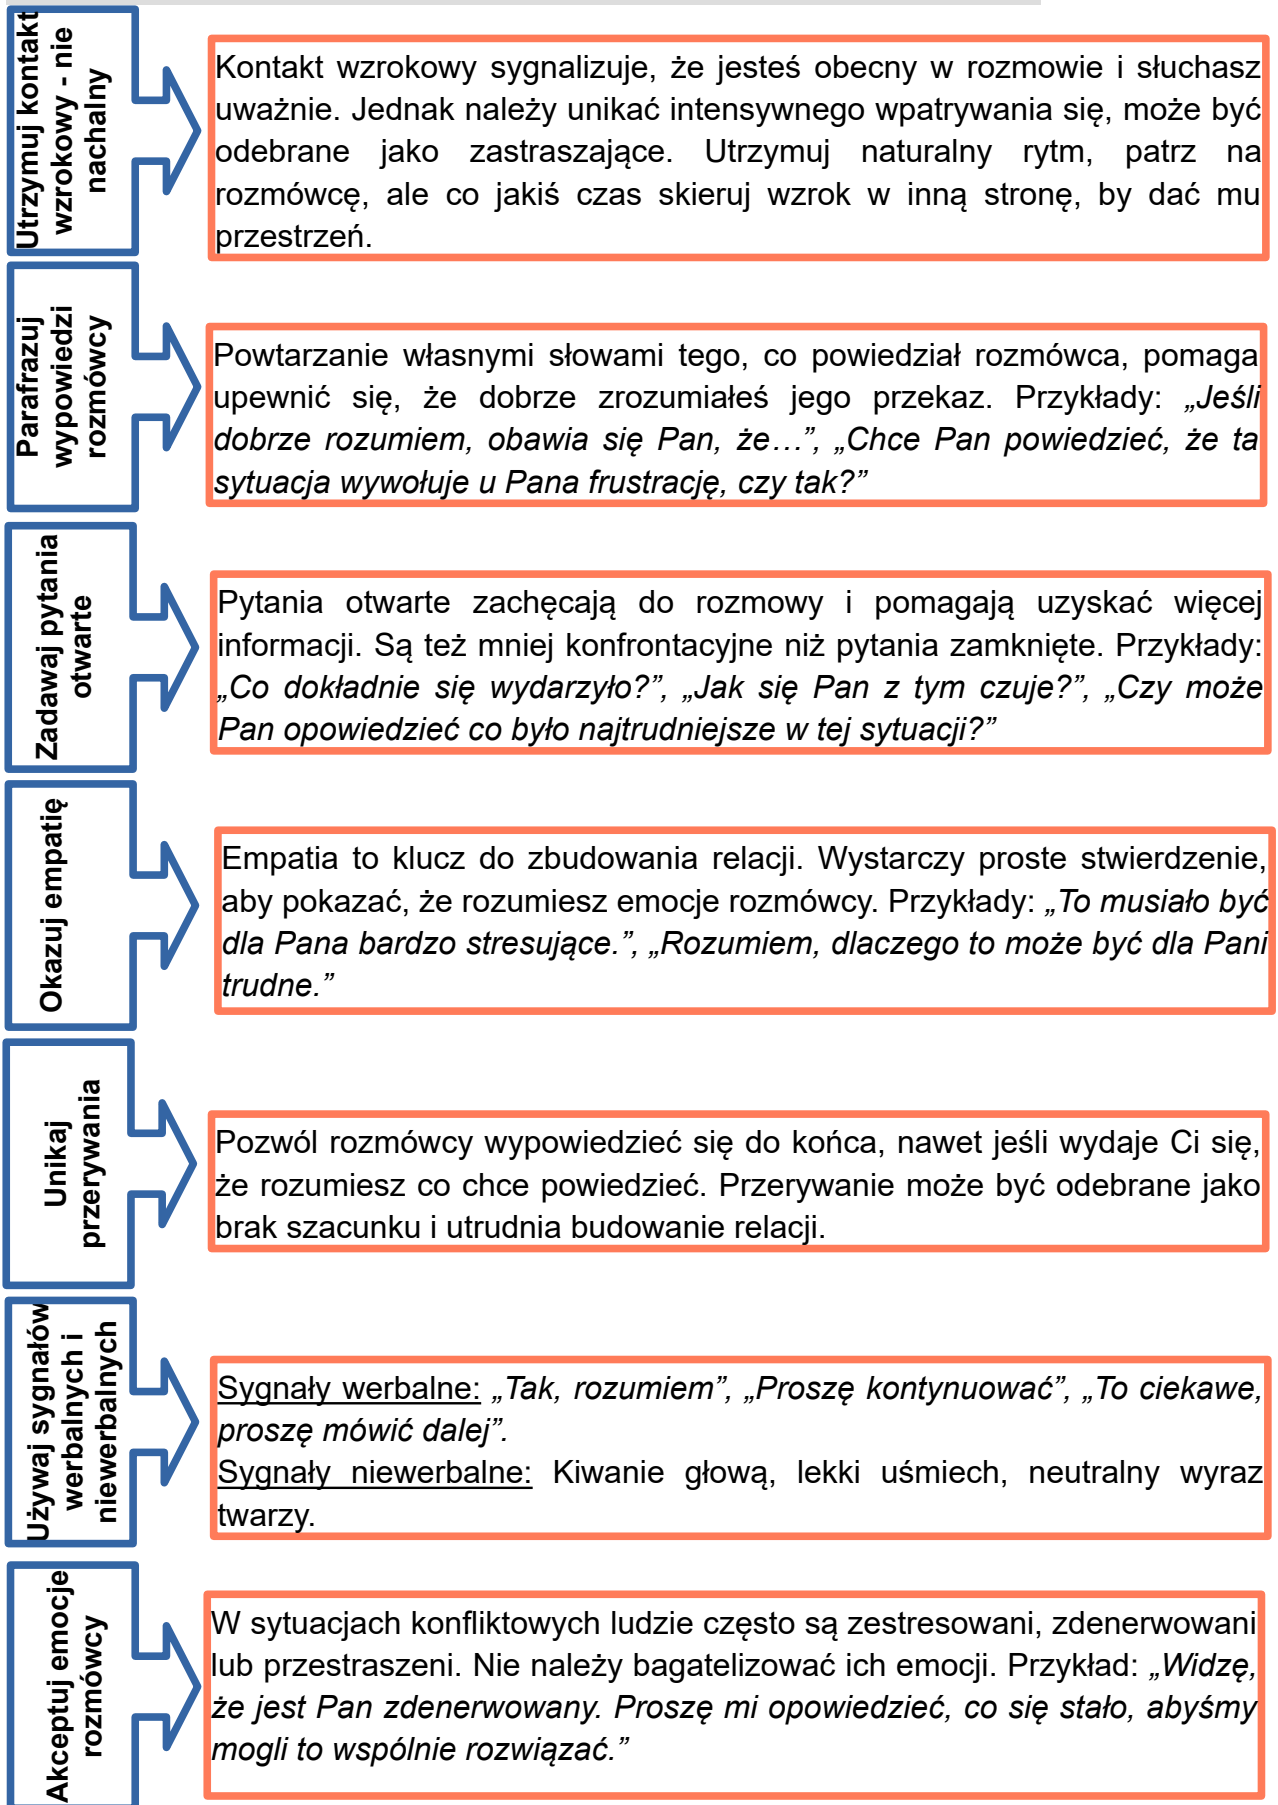 Utrzymuj kontakt
wzrokowy - nie
nachalny
Kontakt wzrokowy sygnalizuje, że jesteś obecny w rozmowie i słuchasz
uważnie. Jednak należy unikać intensywnego wpatrywania się, może być
odebrane jako zastraszające. Utrzymuj naturalny rytm, patrz na
rozmówcę, ale co jakiś czas skieruj wzrok w inną stronę, by dać mu
przestrzeń.
Parafrazuj
wypowiedzi
rozmówcy
Powtarzanie własnymi słowami tego, co powiedział rozmówca, pomaga
upewnić się, że dobrze zrozumiałeś jego przekaz. Przykłady: „Jeśli
dobrze rozumiem, obawia się Pan, że…”, „Chce Pan powiedzieć, że ta
sytuacja wywołuje u Pana frustrację, czy tak?”
Zadawaj pytania
otwarte
Pytania otwarte zachęcają do rozmowy i pomagają uzyskać więcej
informacji. Są też mniej konfrontacyjne niż pytania zamknięte. Przykłady:
„Co dokładnie się wydarzyło?”, „Jak się Pan z tym czuje?”, „Czy może
Pan opowiedzieć co było najtrudniejsze w tej sytuacji?”
Okazuj empatię
Empatia to klucz do zbudowania relacji. Wystarczy proste stwierdzenie,
aby pokazać, że rozumiesz emocje rozmówcy. Przykłady: „To musiało być
dla Pana bardzo stresujące.”, „Rozumiem, dlaczego to może być dla Pani
trudne.”
Unikaj
przerywania
Pozwól rozmówcy wypowiedzieć się do końca, nawet jeśli wydaje Ci się,
że rozumiesz co chce powiedzieć. Przerywanie może być odebrane jako
brak szacunku i utrudnia budowanie relacji.
Używaj sygnałów
werbalnych i
niewerbalnych
Sygnały werbalne: „Tak, rozumiem”, „Proszę kontynuować”, „To ciekawe,
proszę mówić dalej”.
Sygnały niewerbalne: Kiwanie głową, lekki uśmiech, neutralny wyraz
twarzy.
Akceptuj emocje
rozmówcy
W sytuacjach konfliktowych ludzie często są zestresowani, zdenerwowani
lub przestraszeni. Nie należy bagatelizować ich emocji. Przykład: „Widzę,
że jest Pan zdenerwowany. Proszę mi opowiedzieć, co się stało, abyśmy
mogli to wspólnie rozwiązać.”